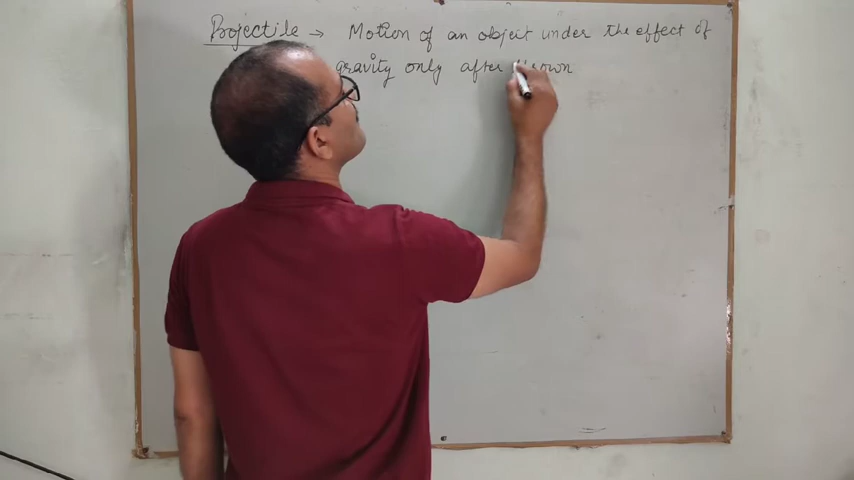 Projectile → Motion of an object under the effect of
gravity only after thrown